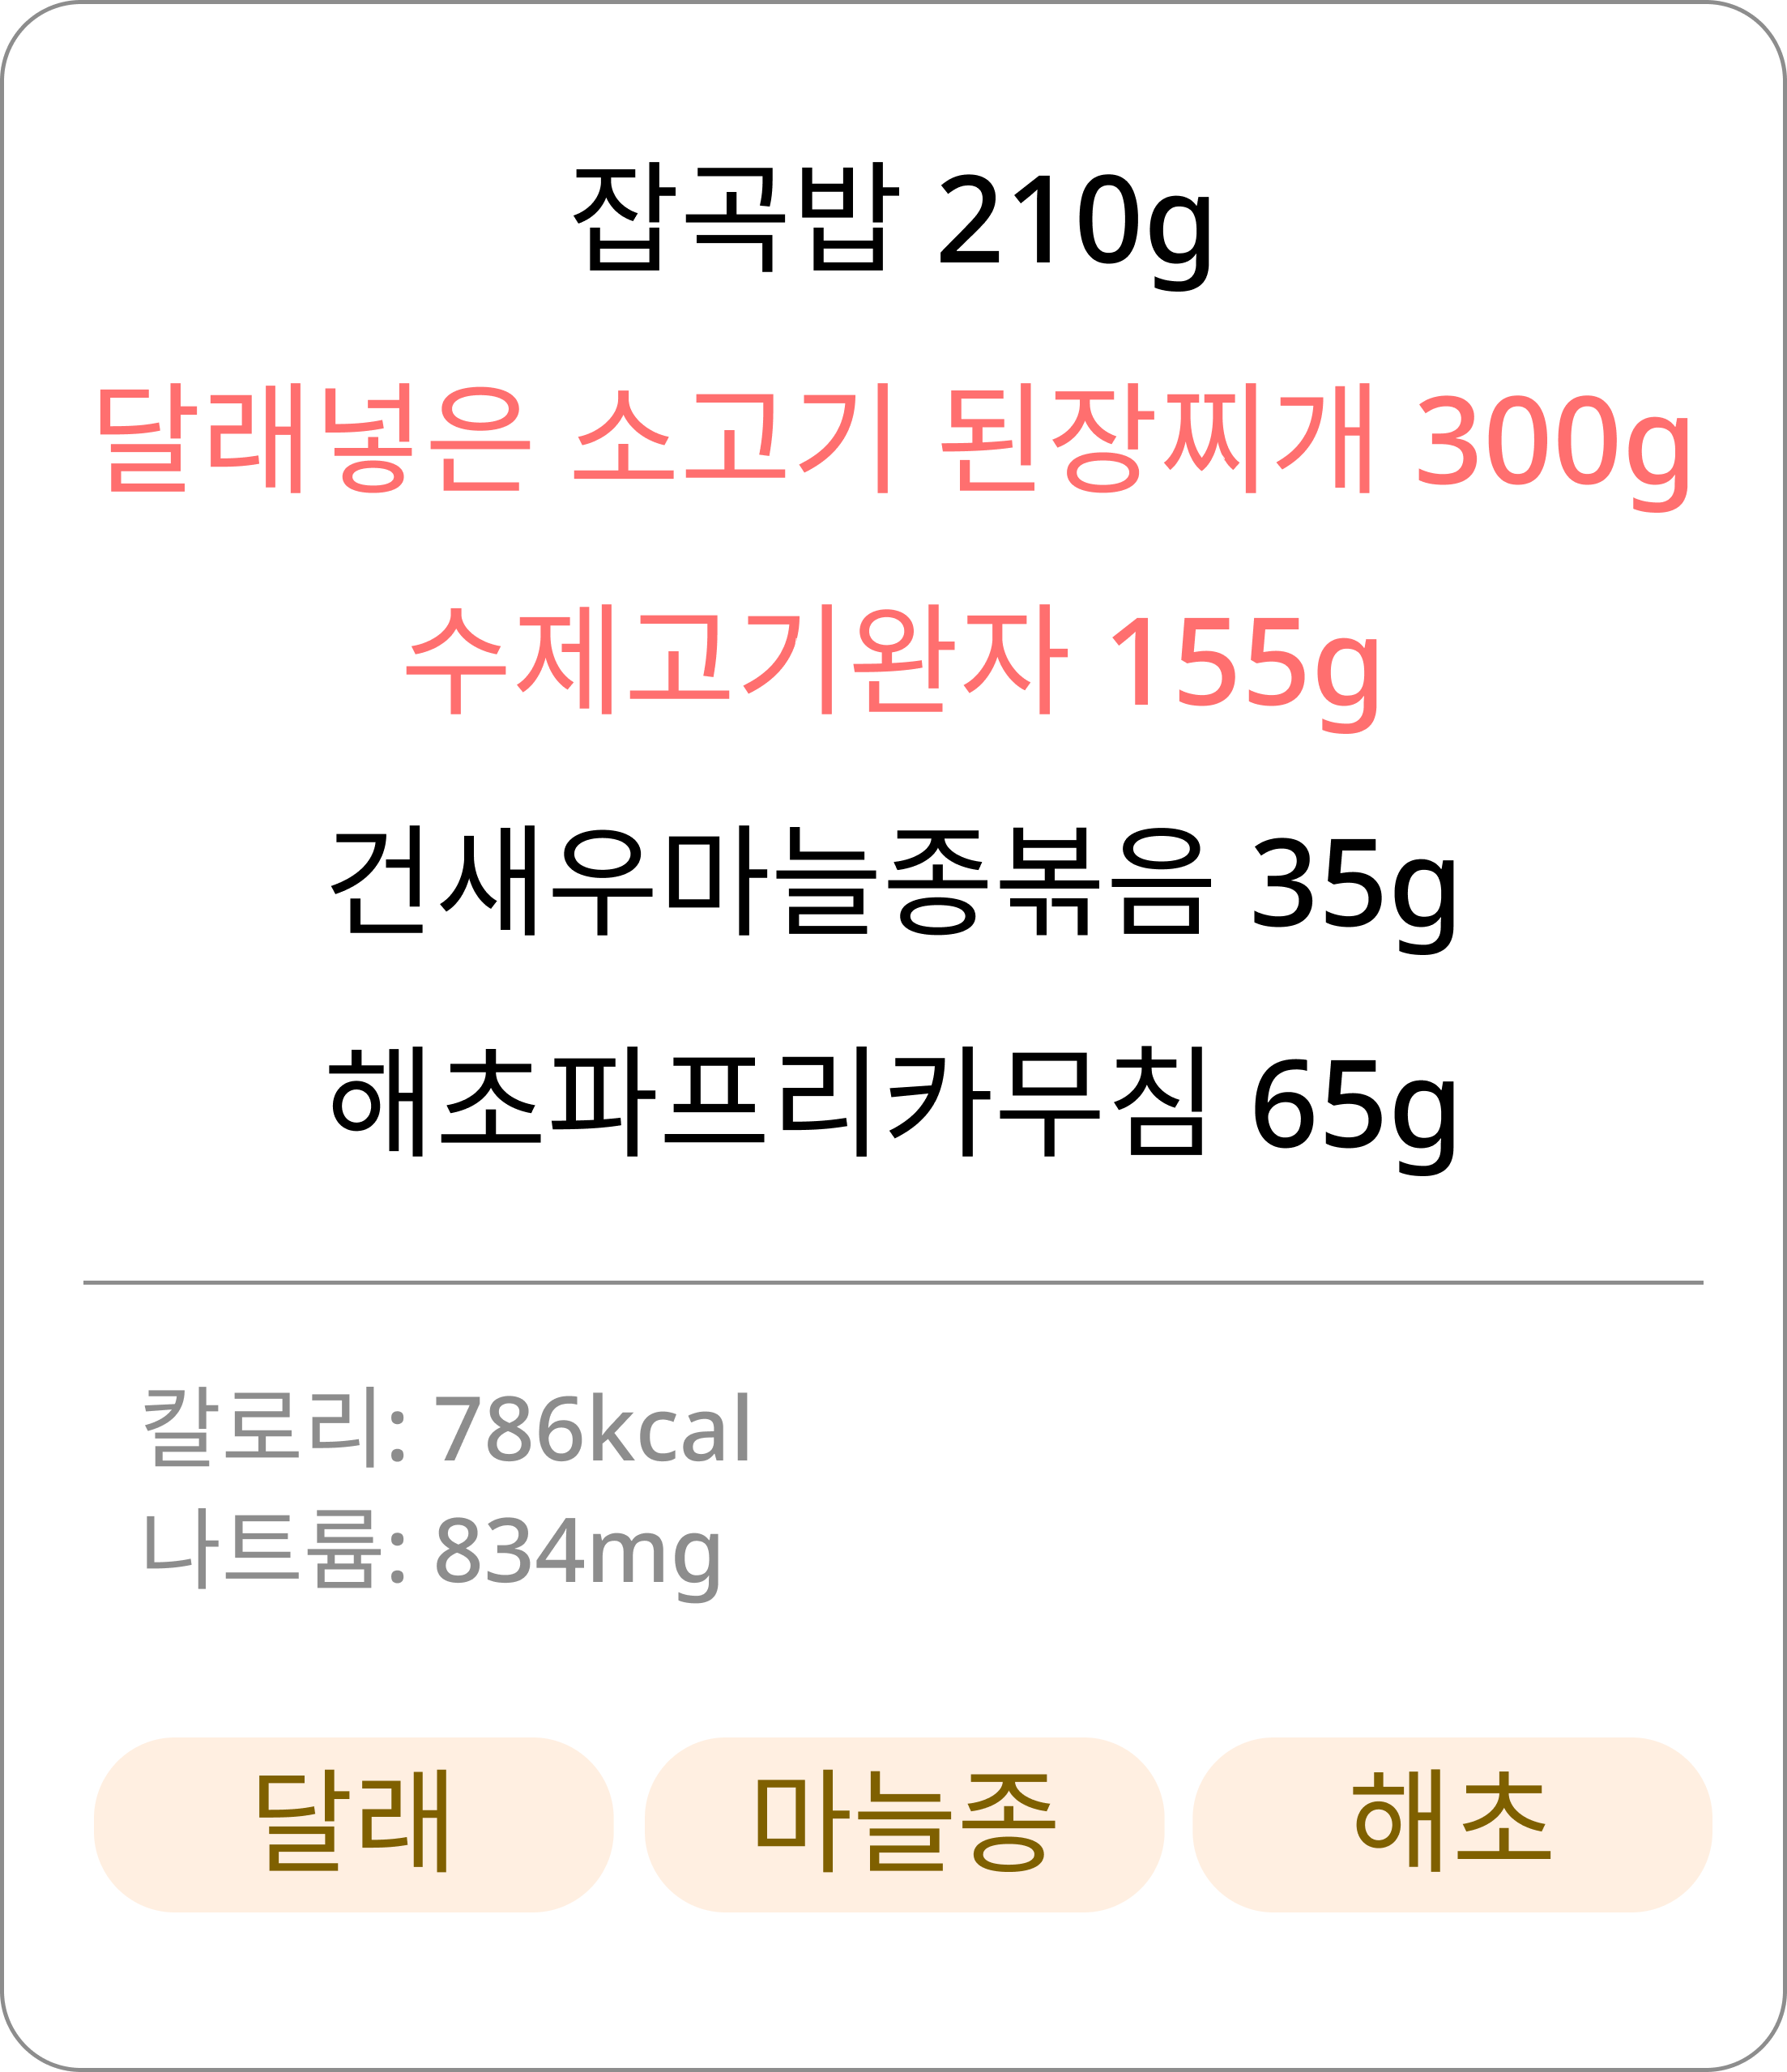 잡곡밥 210g
달래넣은 소고기 된장찌개 300g
수제고기완자 155g
건새우마늘종볶음 35g
해초파프리카무침 65g
칼로리: 786kcal
나트륨: 834mg
달래 마늘종 해초